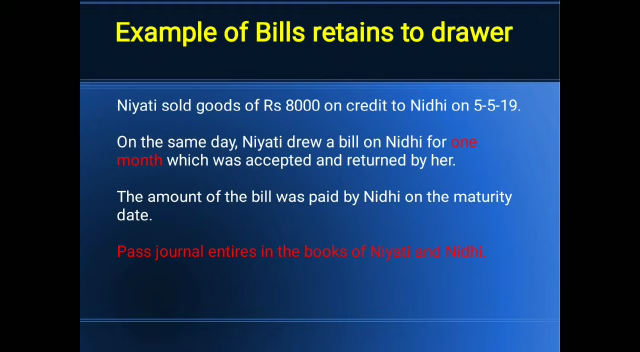 Example of Bills retains to drawer
Niyati sold goods of Rs 8000 on credit to Nidhi on 5-5-19.
On the same day, Niyati drew a bill on Nidhi for one
month which was accepted and returned by her.
The amount of the bill was paid by Nidhi on the maturity
date.
Pass journal entires in the books of Niyati and Nidhi.